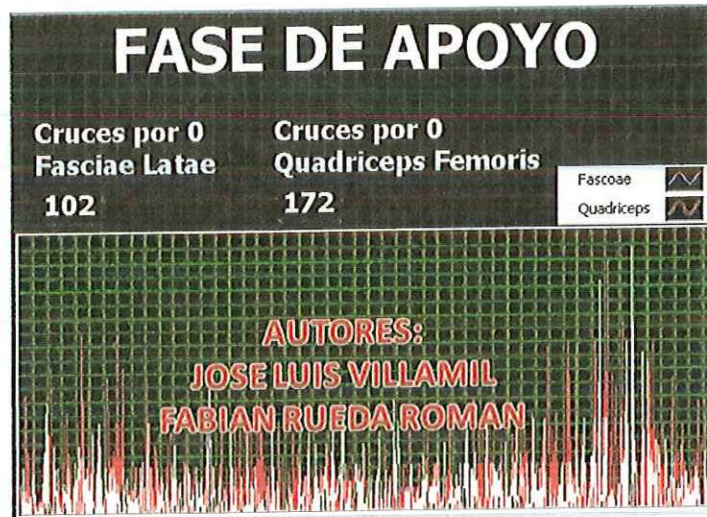 FASE DE APOYO
Cruces por 0
Fasciae Latae
102
Cruces por 0
Quadriceps Femoris
172
Fascoae
Quadriceps
AUTORES:
JOSE LUIS VILLAMIL
FABIAN RUEDA ROMAN